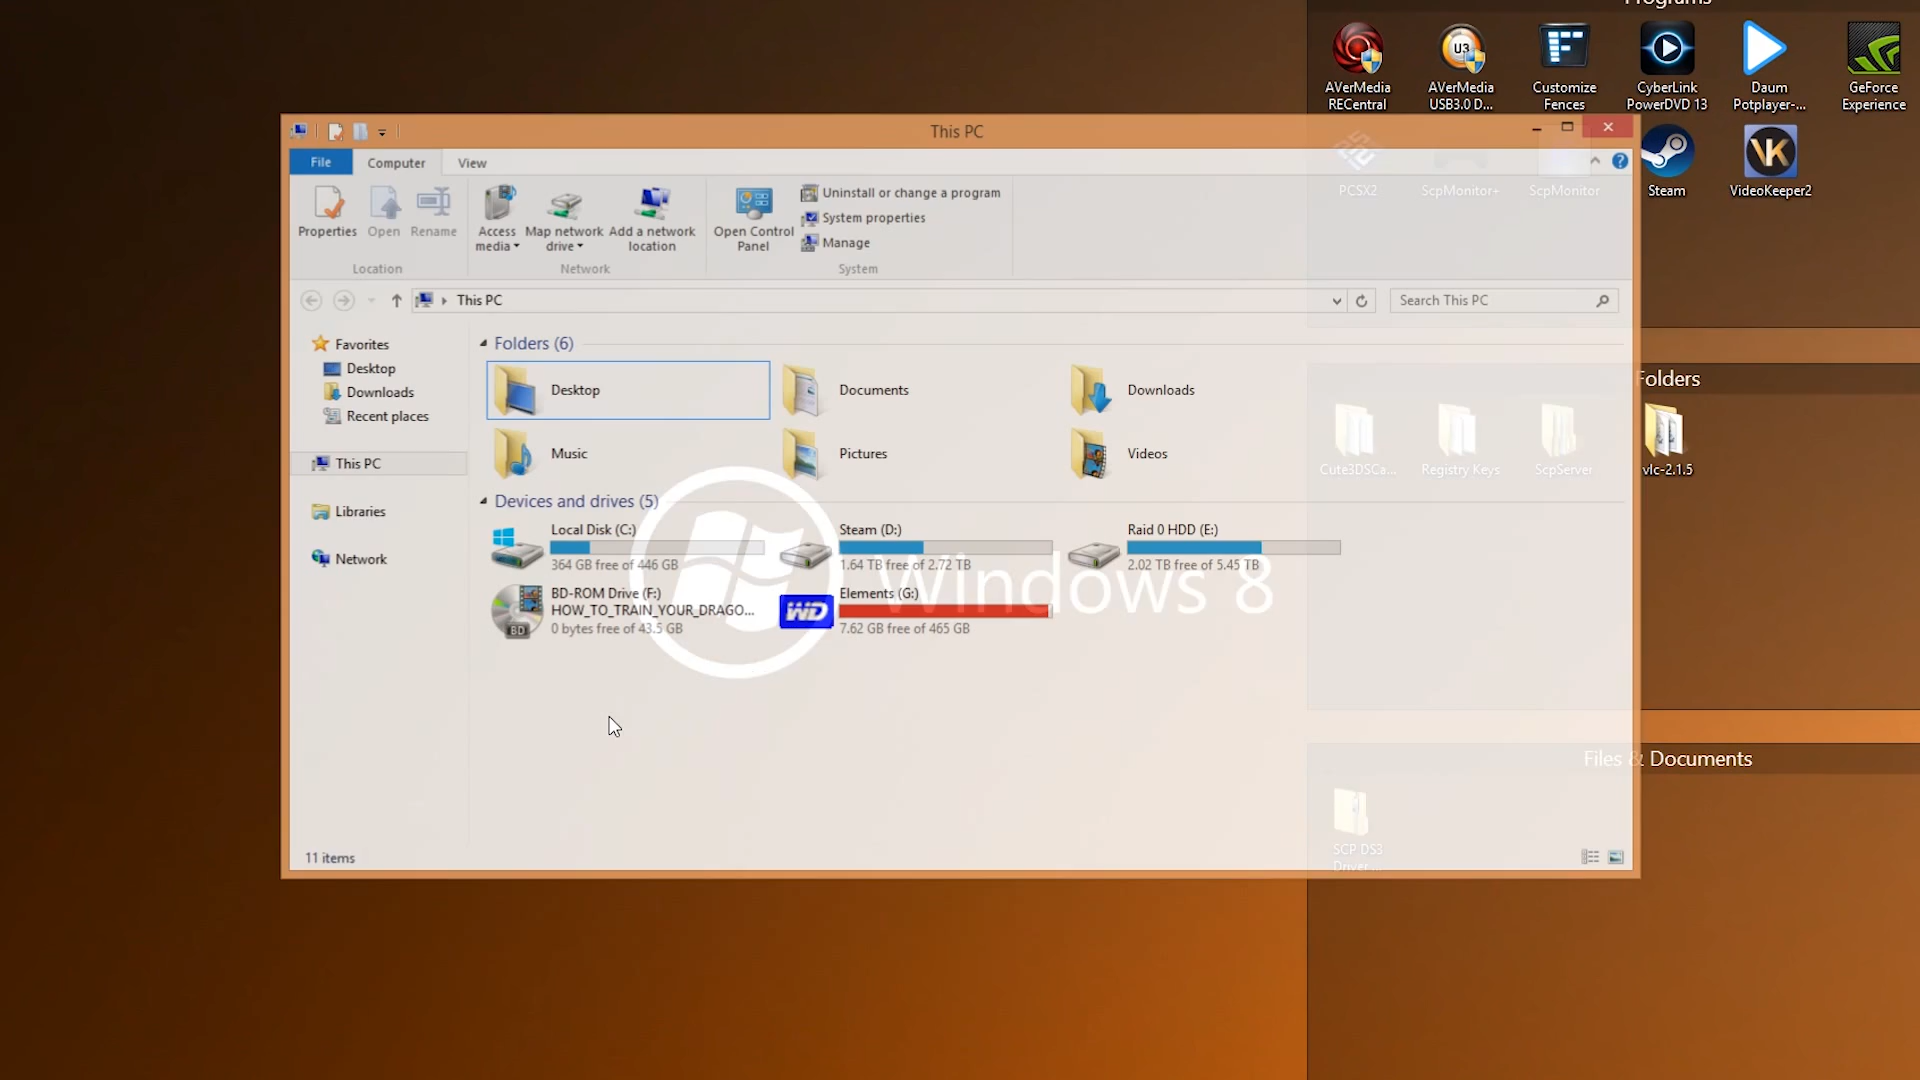 Programs
AVerMedia
RECentral
AVerMedia
USB3.0 D...
Customize
Fences
CyberLink
PowerDVD 13
Daum
Potplayer-...
GeForce
Experience
PCSX2
ScpMonitor+
ScpMonitor
Steam
VideoKeeper2
This PC
File
Computer
View
Properties
Open
Rename
Access
media
Map network
drive
Add a network
location
Open Control
Panel
Uninstall or change a program
System properties
Manage
Location
Network
System
This PC
Search This PC
Favorites
Desktop
Downloads
Recent places
This PC
Libraries
Network
Folders (6)
Desktop
Documents
Downloads
Music
Pictures
Videos
Devices and drives (5)
Local Disk (C:)
364 GB free of 446 GB
Steam (D:)
1.64 TB free of 2.72 TB
Raid 0 HDD (E:)
2.02 TB free of 5.45 TB
BD-ROM Drive (F:)
HOW_TO_TRAIN_YOUR_DRAGO...
0 bytes free of 43.5 GB
BD
WD
Elements (G:)
7.62 GB free of 465 GB
Windows 8
11 items
Folders
Cute3DSCa...
Registry Keys
ScpServer
vlc-2.1.5
Files & Documents
SCP DS3
Driver...
U3
VK